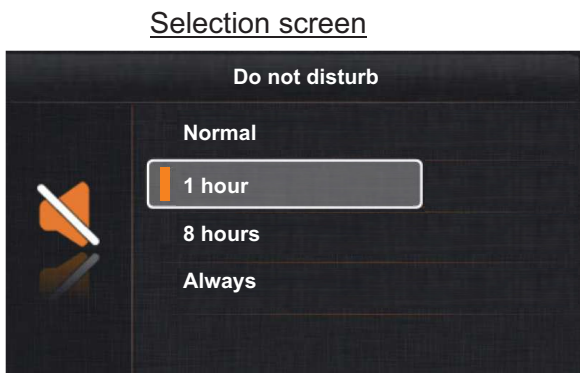 Selection screen
Do not disturb
Normal
1 hour
8 hours
Always